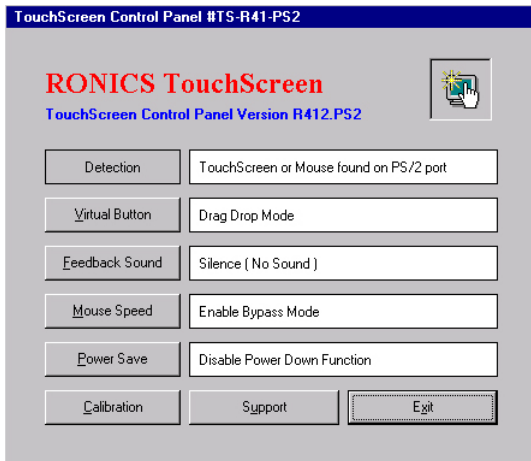 TouchScreen Control Panel #TS-R41-PS2
RONICS TouchScreen
TouchScreen Control Panel Version R412.PS2
Detection TouchScreen or Mouse found on PS/2 port
Virtual Button Drag Drop Mode
Feedback Sound Silence ( No Sound )
Mouse Speed Enable Bypass Mode
Power Save Disable Power Down Function
Calibration Support Exit